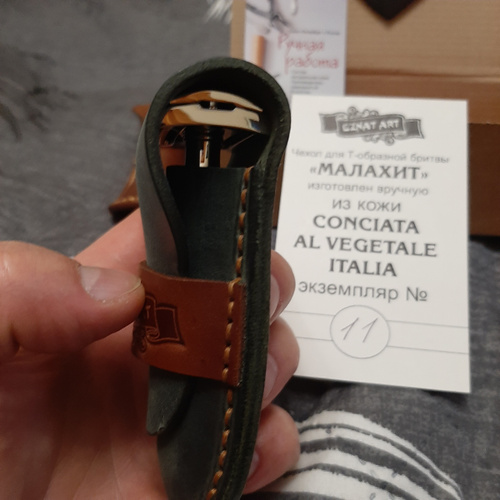 Ручная
работа
GZNAT ART
Чехол для Т-образной бритвы
«МАЛАХИТ»
изготовлен вручную
ИЗ КОЖИ
CONCIATA
AL VEGETALE
ITALIA
экземпляр №
11